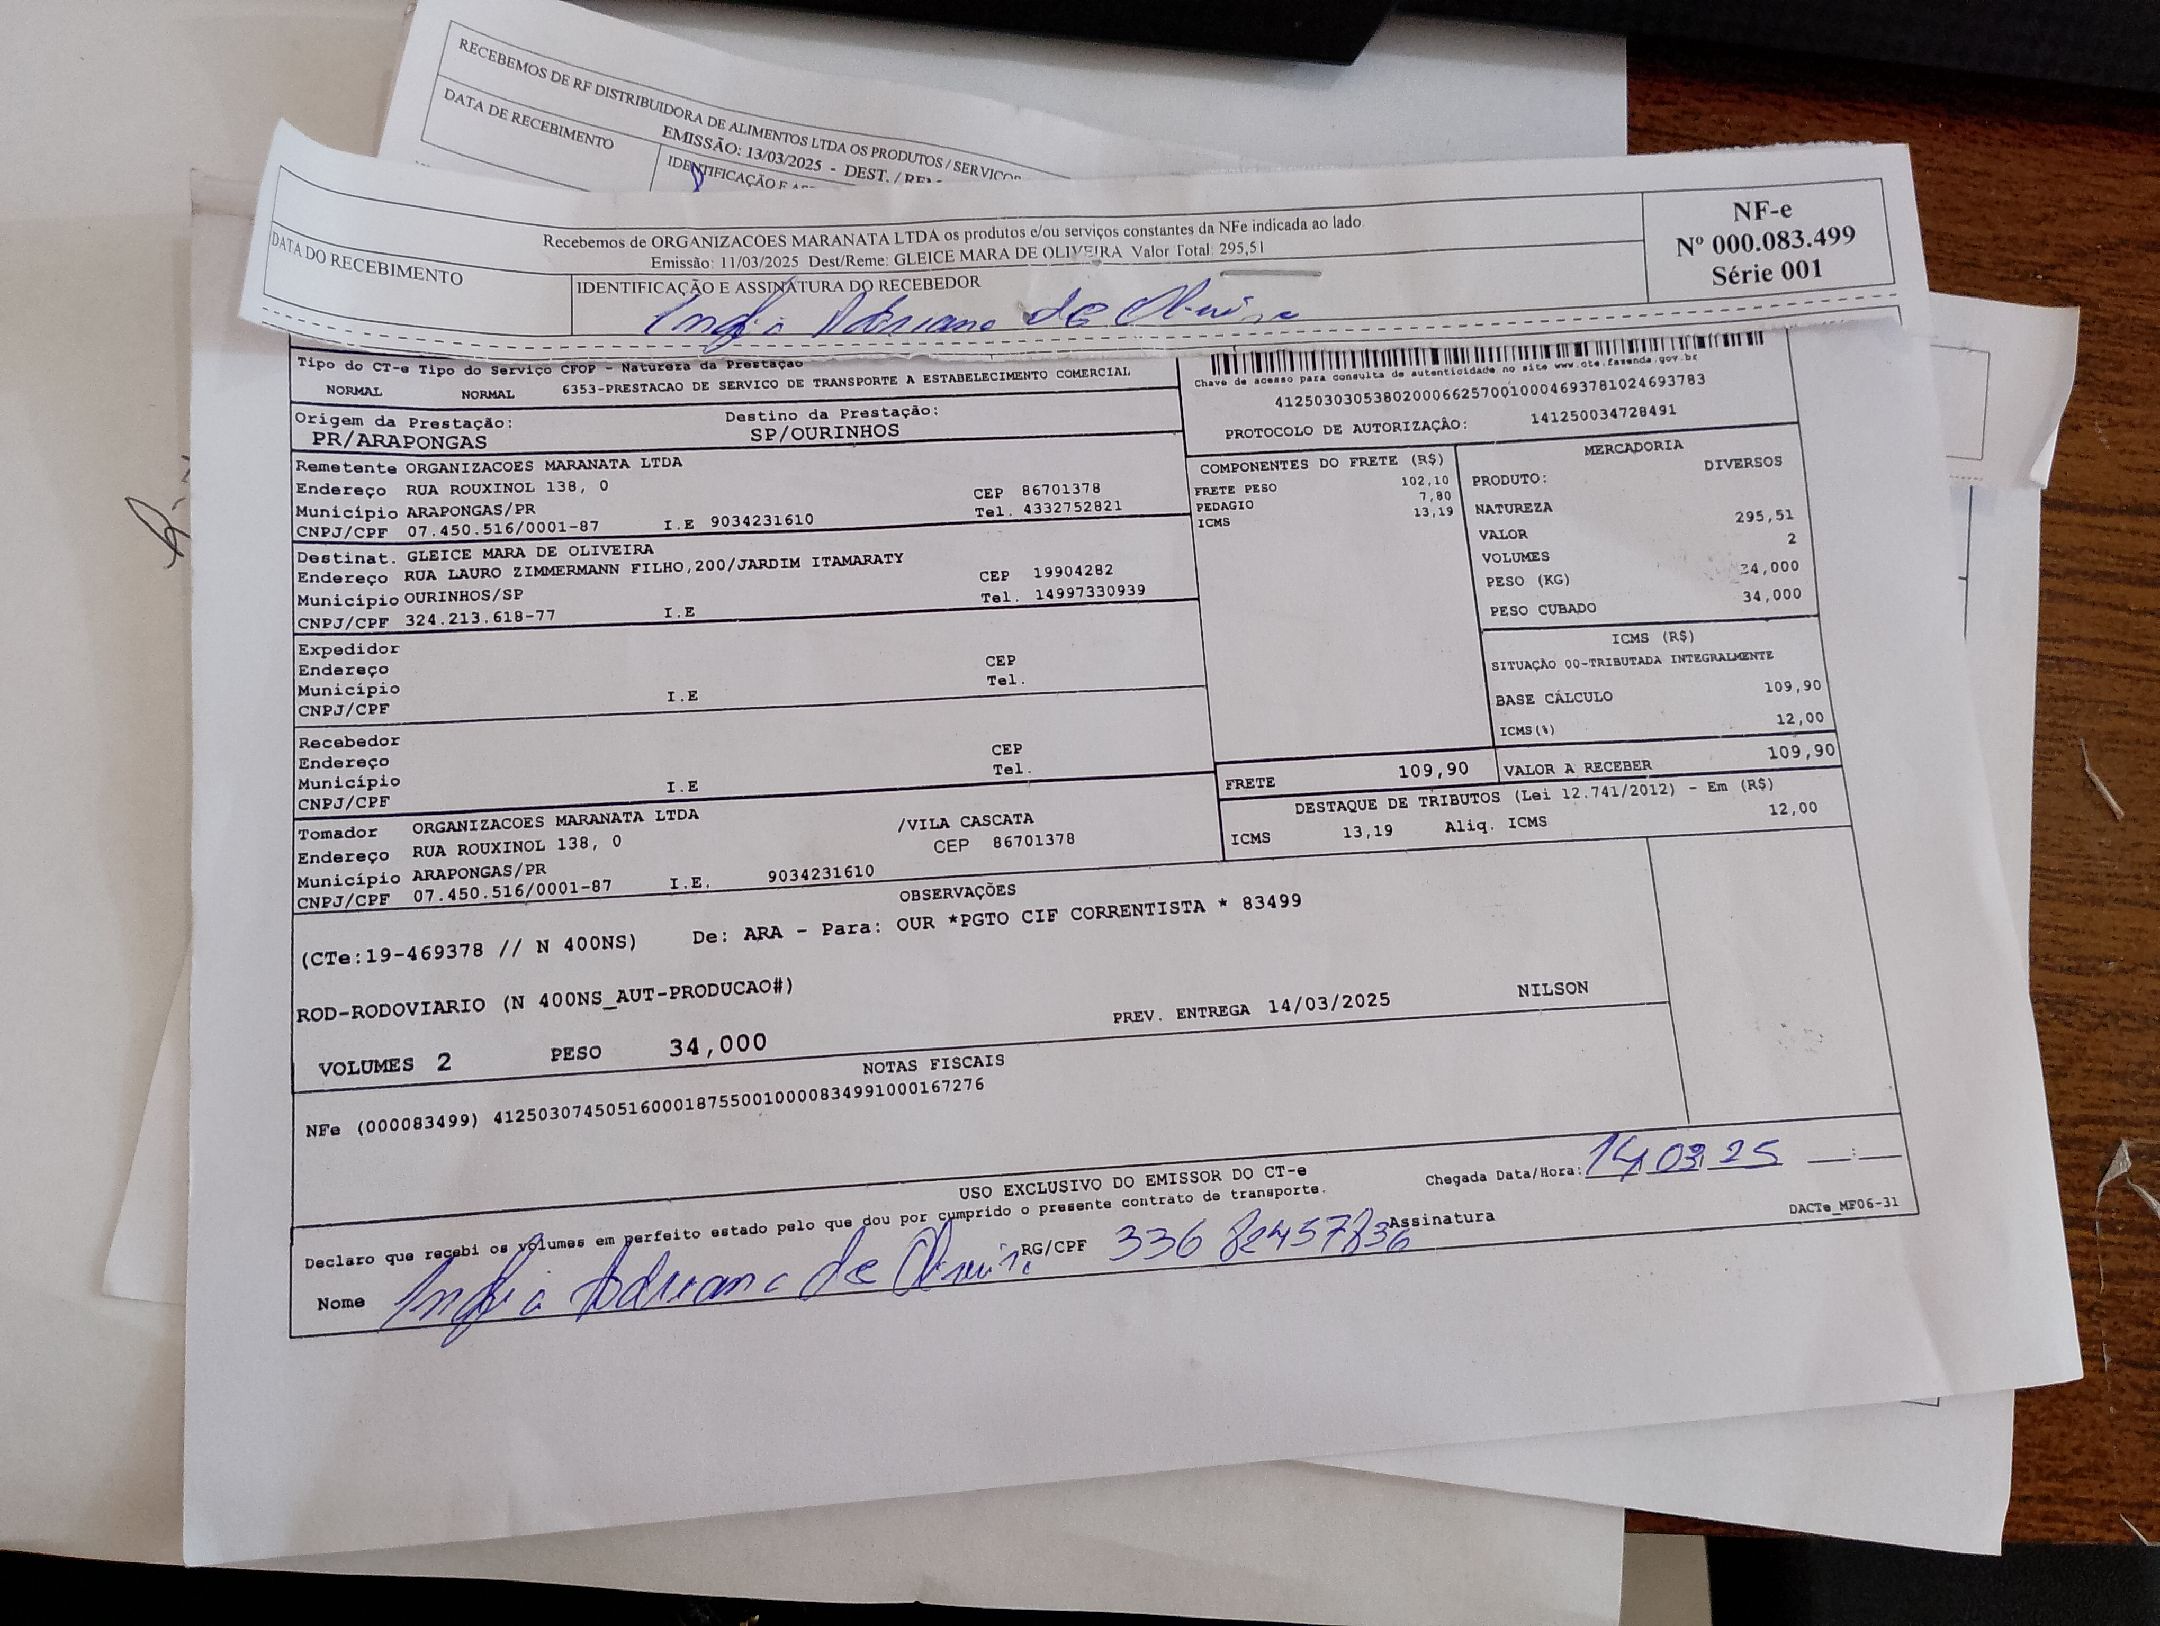 RECEBEMOS DE RF DISTRIBUIDORA DE ALIMENTOS LTDA OS PRODUTOS / SERVIÇOS
EMISSÃO: 13/03/2025 - DEST. /
DATA DE RECEBIMENTO
IDENTIFICAÇÃO E
Recebemos de ORGANIZACOES MARANATA LTDA os produtos e/ou serviços constantes da NFe indicada ao lado
Emissão: 11/03/2025 Dest/Reme: GLEICE MARA DE OLIVEIRA Valor Total: 295,51
DATA DO RECEBIMENTO
IDENTIFICAÇÃO E ASSINATURA DO RECEBEDOR
Adriana de Oliveira
NF-e
Nº 000.083.499
Série 001
Tipo do CT-e Tipo do Serviço CFOP - Natureza da Prestação
NORMAL NORMAL 6353-PRESTACAO DE SERVICO DE TRANSPORTE A ESTABELECIMENTO COMERCIAL
Origem da Prestação: Destino da Prestação:
PR/ARAPONGAS SP/OURINHOS
Chave de acesso para consulta de autenticidade no site www.cte.fazenda.gov.br
41250303053802000662570010004693781024693783
PROTOCOLO DE AUTORIZAÇÂO: 141250034728491
Remetente ORGANIZACOES MARANATA LTDA
Endereço RUA ROUXINOL 138, 0 CEP 86701378
Município ARAPONGAS/PR Tel. 4332752821
CNPJ/CPF 07.450.516/0001-87 I.E 9034231610
Destinat. GLEICE MARA DE OLIVEIRA
Endereço RUA LAURO ZIMMERMANN FILHO,200/JARDIM ITAMARATY CEP 19904282
Município OURINHOS/SP Tel. 14997330939
CNPJ/CPF 324.213.618-77 I.E
Expedidor
Endereço CEP
Município Tel.
CNPJ/CPF I.E
Recebedor
Endereço CEP
Município Tel.
CNPJ/CPF I.E
Tomador ORGANIZACOES MARANATA LTDA /VILA CASCATA
Endereço RUA ROUXINOL 138, 0 CEP 86701378
Município ARAPONGAS/PR
CNPJ/CPF 07.450.516/0001-87 I.E. 9034231610
COMPONENTES DO FRETE (R$)
FRETE PESO 102,10
PEDAGIO 7,80
ICMS 13,19
MERCADORIA
PRODUTO: DIVERSOS
NATUREZA
VALOR 295,51
VOLUMES 2
PESO (KG) 34,000
PESO CUBADO 34,000
ICMS (R$)
SITUAÇÃO 00-TRIBUTADA INTEGRALMENTE
BASE CÁLCULO 109,90
ICMS(%) 12,00
FRETE 109,90 VALOR A RECEBER 109,90
DESTAQUE DE TRIBUTOS (Lei 12.741/2012) - Em (R$)
ICMS 13,19 Aliq. ICMS 12,00
OBSERVAÇÕES
(CTe:19-469378 // N 400NS) De: ARA - Para: OUR *PGTO CIF CORRENTISTA * 83499
ROD-RODOVIARIO (N 400NS_AUT-PRODUCAO#)
PREV. ENTREGA 14/03/2025 NILSON
VOLUMES 2 PESO 34,000
NOTAS FISCAIS
NFe (000083499) 41250307450516000187550010000834991000167276
USO EXCLUSIVO DO EMISSOR DO CT-e
Chegada Data/Hora: 14 03 25 __:__
Declaro que recebi os volumes em perfeito estado pelo que dou por cumprido o presente contrato de transporte.
DACTe_MF06-31
Nome Adriana de Oliveira RG/CPF 336 82457836 Assinatura